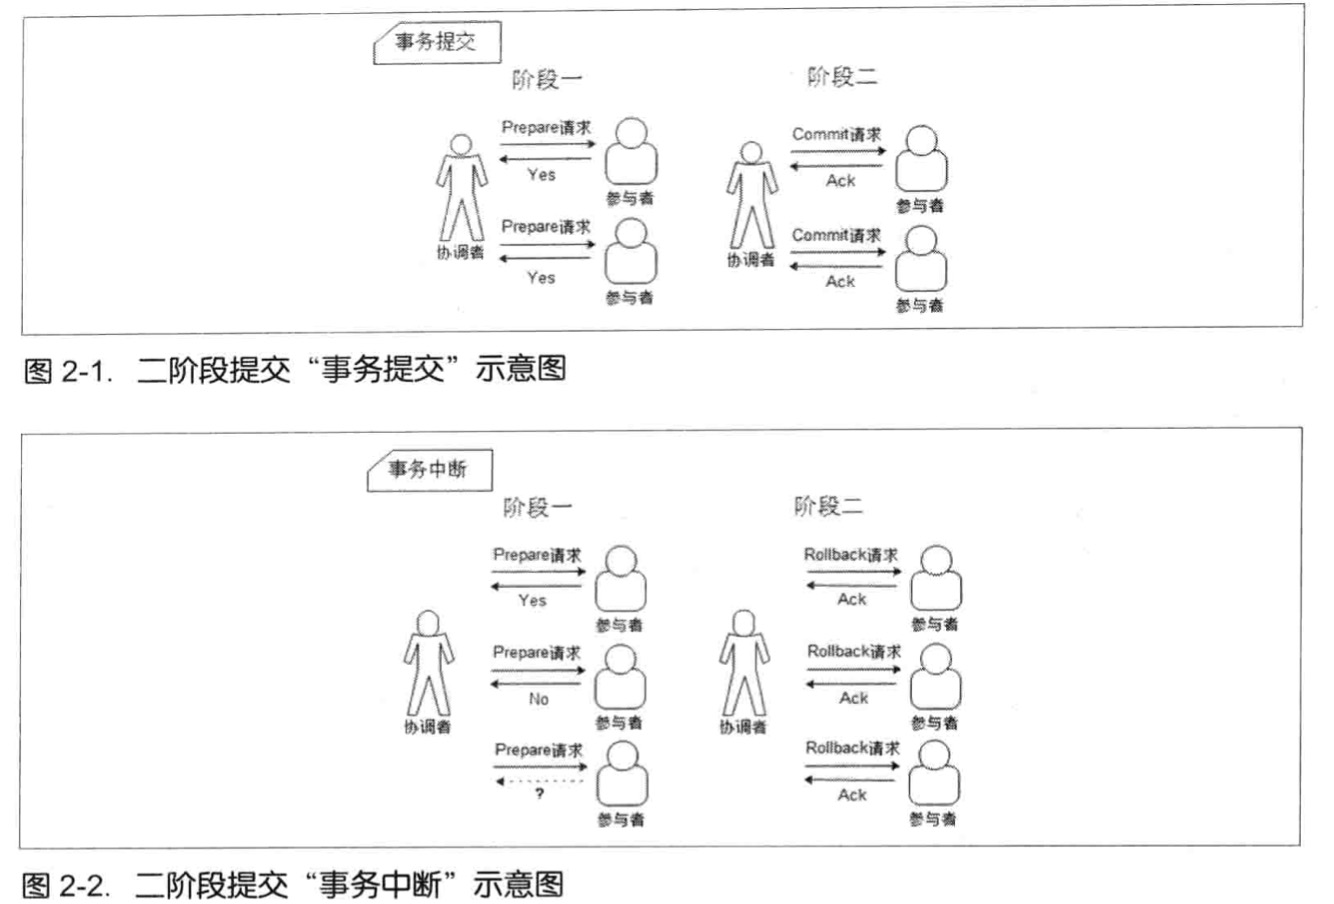 事务提交
阶段一
阶段二
Prepare请求
Yes
参与者
Prepare请求
Yes
参与者
协调者
Commit请求
Ack
参与者
Commit请求
Ack
参与者
协调者
图 2-1. 二阶段提交“事务提交”示意图
事务中断
阶段一
阶段二
Prepare请求
Yes
参与者
Prepare请求
No
参与者
Prepare请求
?
参与者
协调者
Rollback请求
Ack
参与者
Rollback请求
Ack
参与者
Rollback请求
Ack
参与者
协调者
图 2-2. 二阶段提交“事务中断”示意图